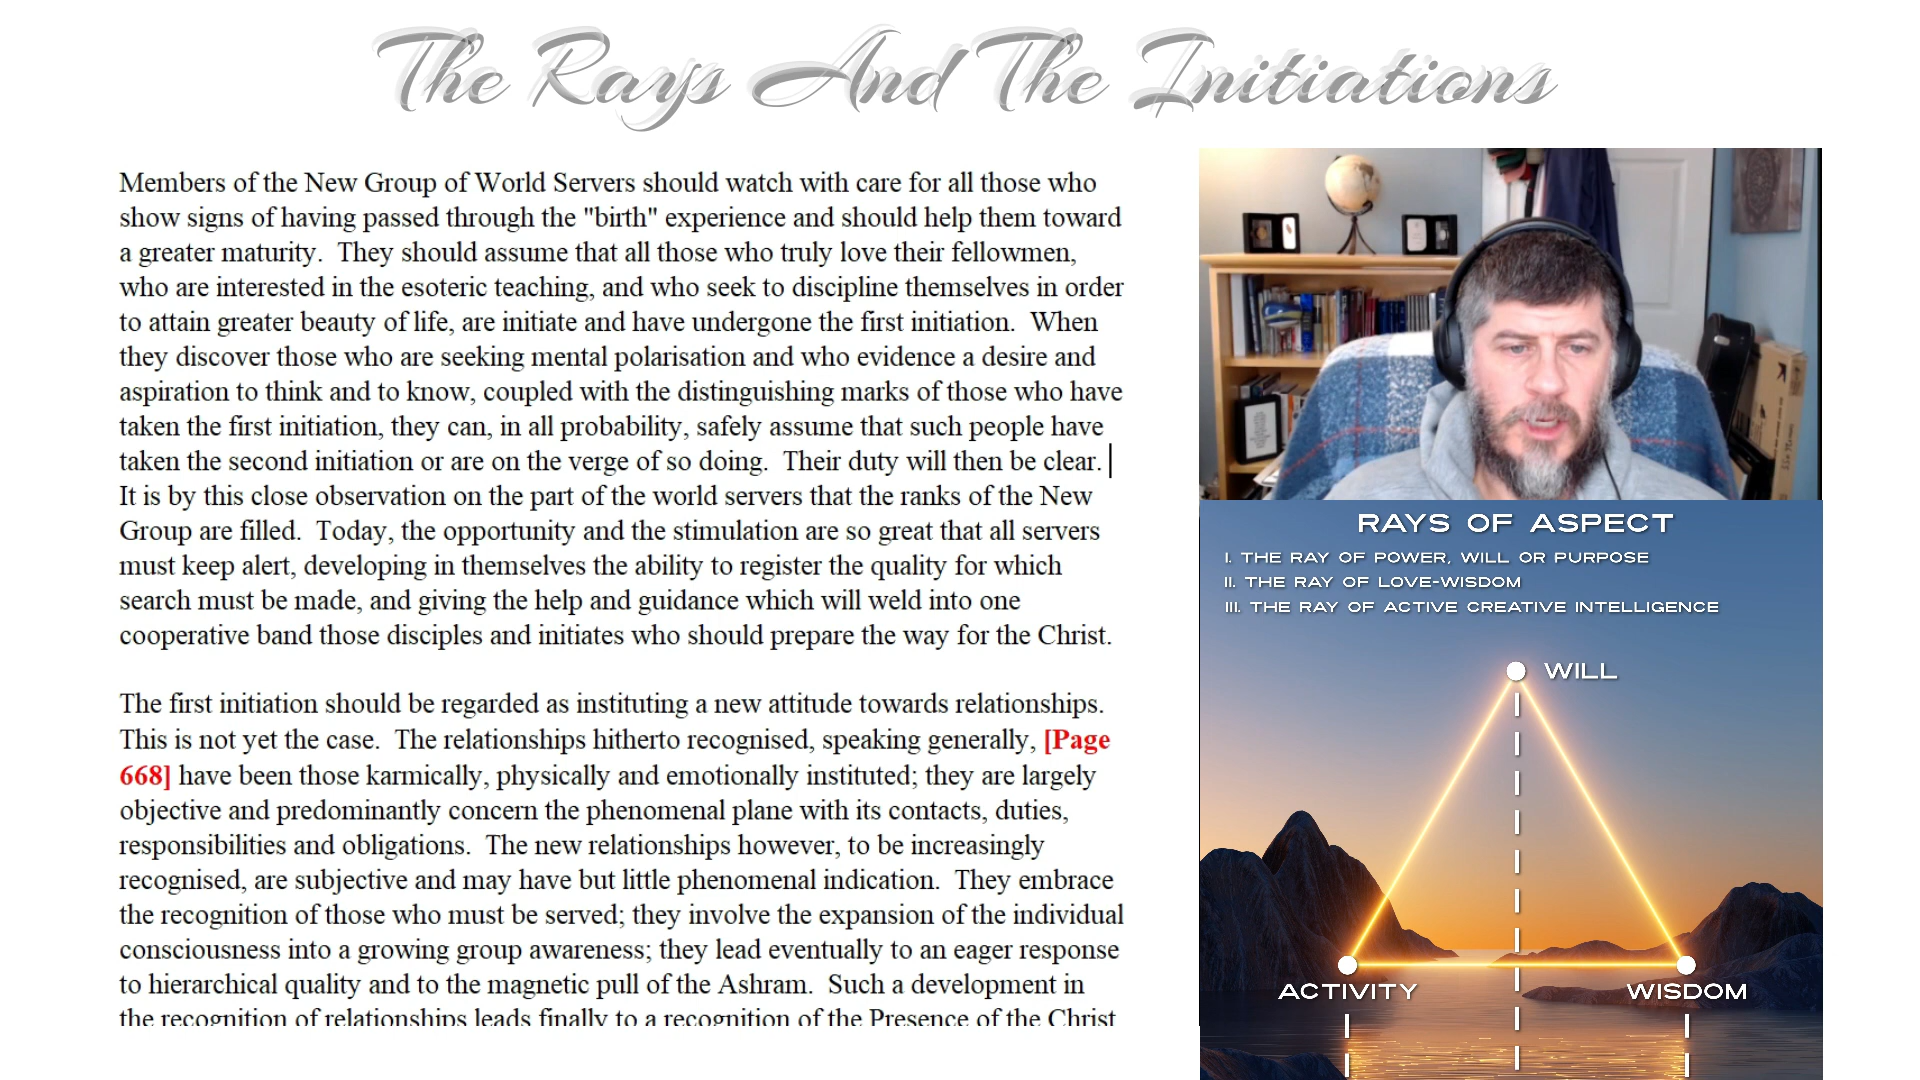 The Rays And The Initiations
Members of the New Group of World Servers should watch with care for all those who
show signs of having passed through the "birth" experience and should help them toward
a greater maturity.  They should assume that all those who truly love their fellowmen,
who are interested in the esoteric teaching, and who seek to discipline themselves in order
to attain greater beauty of life, are initiate and have undergone the first initiation.  When
they discover those who are seeking mental polarisation and who evidence a desire and
aspiration to think and to know, coupled with the distinguishing marks of those who have
taken the first initiation, they can, in all probability, safely assume that such people have
taken the second initiation or are on the verge of so doing.  Their duty will then be clear.
It is by this close observation on the part of the world servers that the ranks of the New
Group are filled.  Today, the opportunity and the stimulation are so great that all servers
must keep alert, developing in themselves the ability to register the quality for which
search must be made, and giving the help and guidance which will weld into one
cooperative band those disciples and initiates who should prepare the way for the Christ.
The first initiation should be regarded as instituting a new attitude towards relationships.
This is not yet the case.  The relationships hitherto recognised, speaking generally, [Page
668] have been those karmically, physically and emotionally instituted; they are largely
objective and predominantly concern the phenomenal plane with its contacts, duties,
responsibilities and obligations.  The new relationships however, to be increasingly
recognised, are subjective and may have but little phenomenal indication.  They embrace
the recognition of those who must be served; they involve the expansion of the individual
consciousness into a growing group awareness; they lead eventually to an eager response
to hierarchical quality and to the magnetic pull of the Ashram.  Such a development in
the recognition of relationships leads finally to a recognition of the Presence of the Christ
RAYS OF ASPECT
I. THE RAY OF POWER, WILL OR PURPOSE
II. THE RAY OF LOVE-WISDOM
III. THE RAY OF ACTIVE CREATIVE INTELLIGENCE
WILL
ACTIVITY
WISDOM